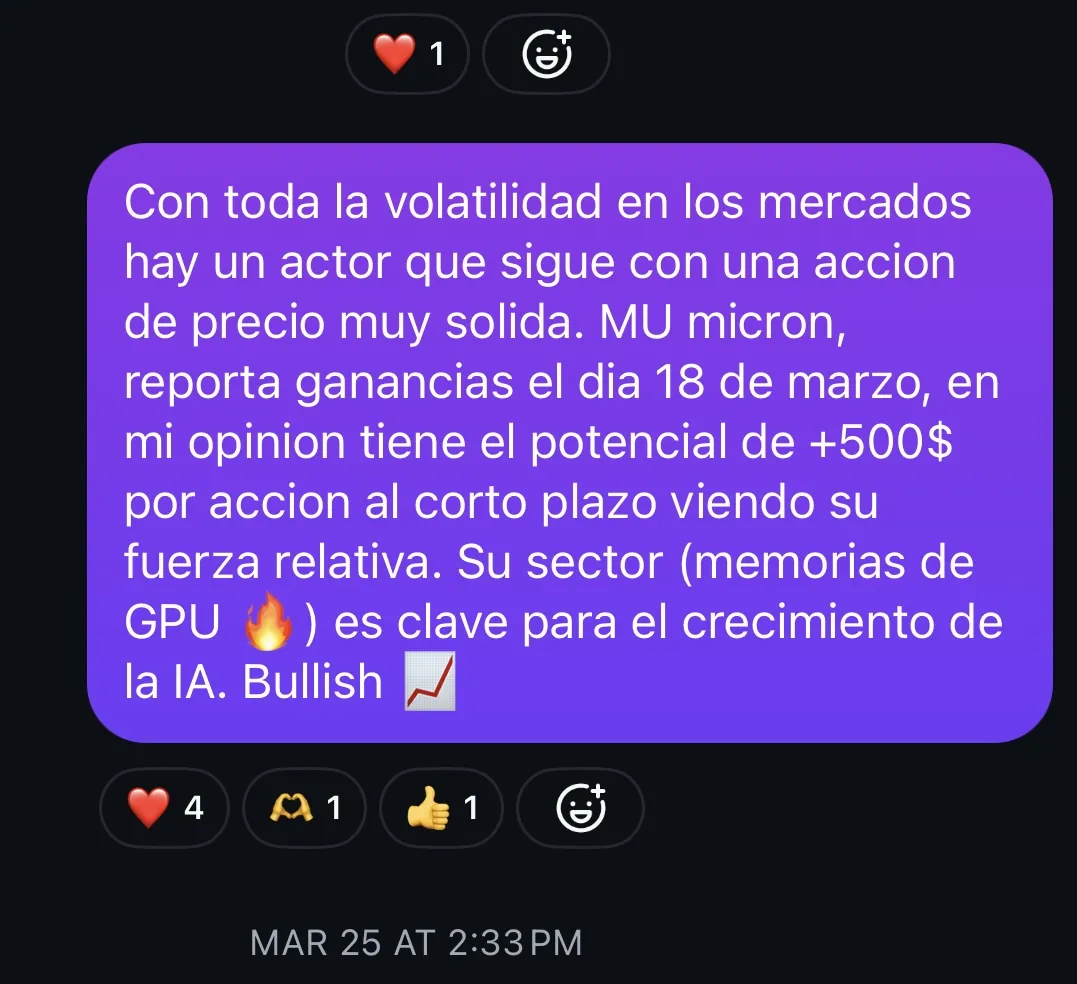 ❤️ 1
Con toda la volatilidad en los mercados
hay un actor que sigue con una accion
de precio muy solida. MU micron,
reporta ganancias el dia 18 de marzo, en
mi opinion tiene el potencial de +500$
por accion al corto plazo viendo su
fuerza relativa. Su sector (memorias de
GPU 🔥) es clave para el crecimiento de
la IA. Bullish 📈
❤️ 4 🫶 1 👍 1
MAR 25 AT 2:33 PM